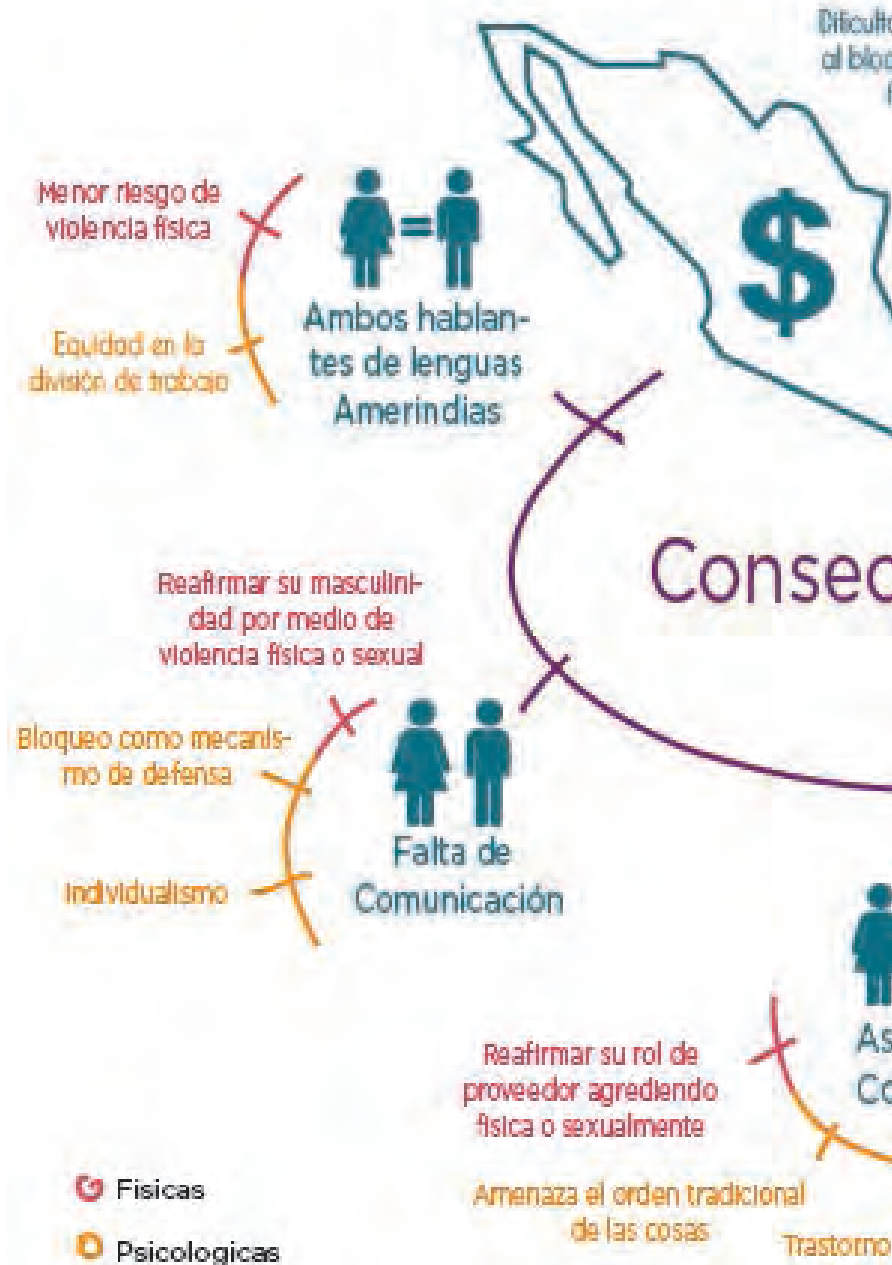 Menor riesgo de
violencia física
Equidad en la
división de trabajo
$
=
Ambos hablan-
tes de lenguas
Amerindias
Reafirmar su masculini-
dad por medio de
violencia física o sexual
Bloqueo como mecanis-
mo de defensa
Individualismo
Falta de
Comunicación
Reafirmar su rol de
proveedor agrediendo
física o sexualmente
Amenaza el orden tradicional
de las cosas
Trastorno
Fisicas
Psicologicas